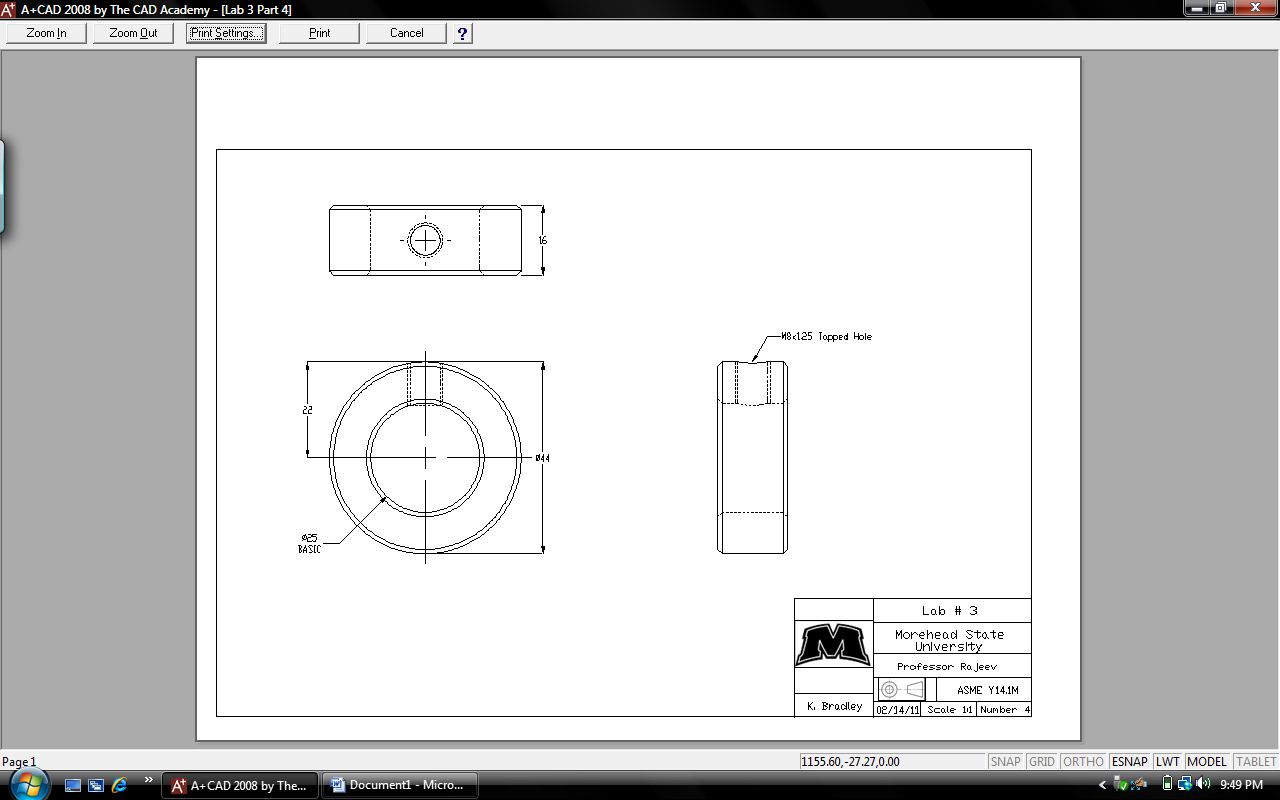 A+CAD 2008 by The CAD Academy - [Lab 3 Part 4]
Zoom In Zoom Out Print Settings... Print Cancel ?
16
M8x1.25 Tapped Hole
22
Ø44
Ø25
BASIC
Lab # 3
Morehead State
University
Professor Rajeev
ASME Y14.1M
K. Bradley
02/14/11 Scale 1:1 Number 4
M
Page 1
1155.60,-27.27,0.00 SNAP GRID ORTHO ESNAP LWT MODEL TABLET
» A+CAD 2008 by The... Document1 - Micro... < 9:49 PM